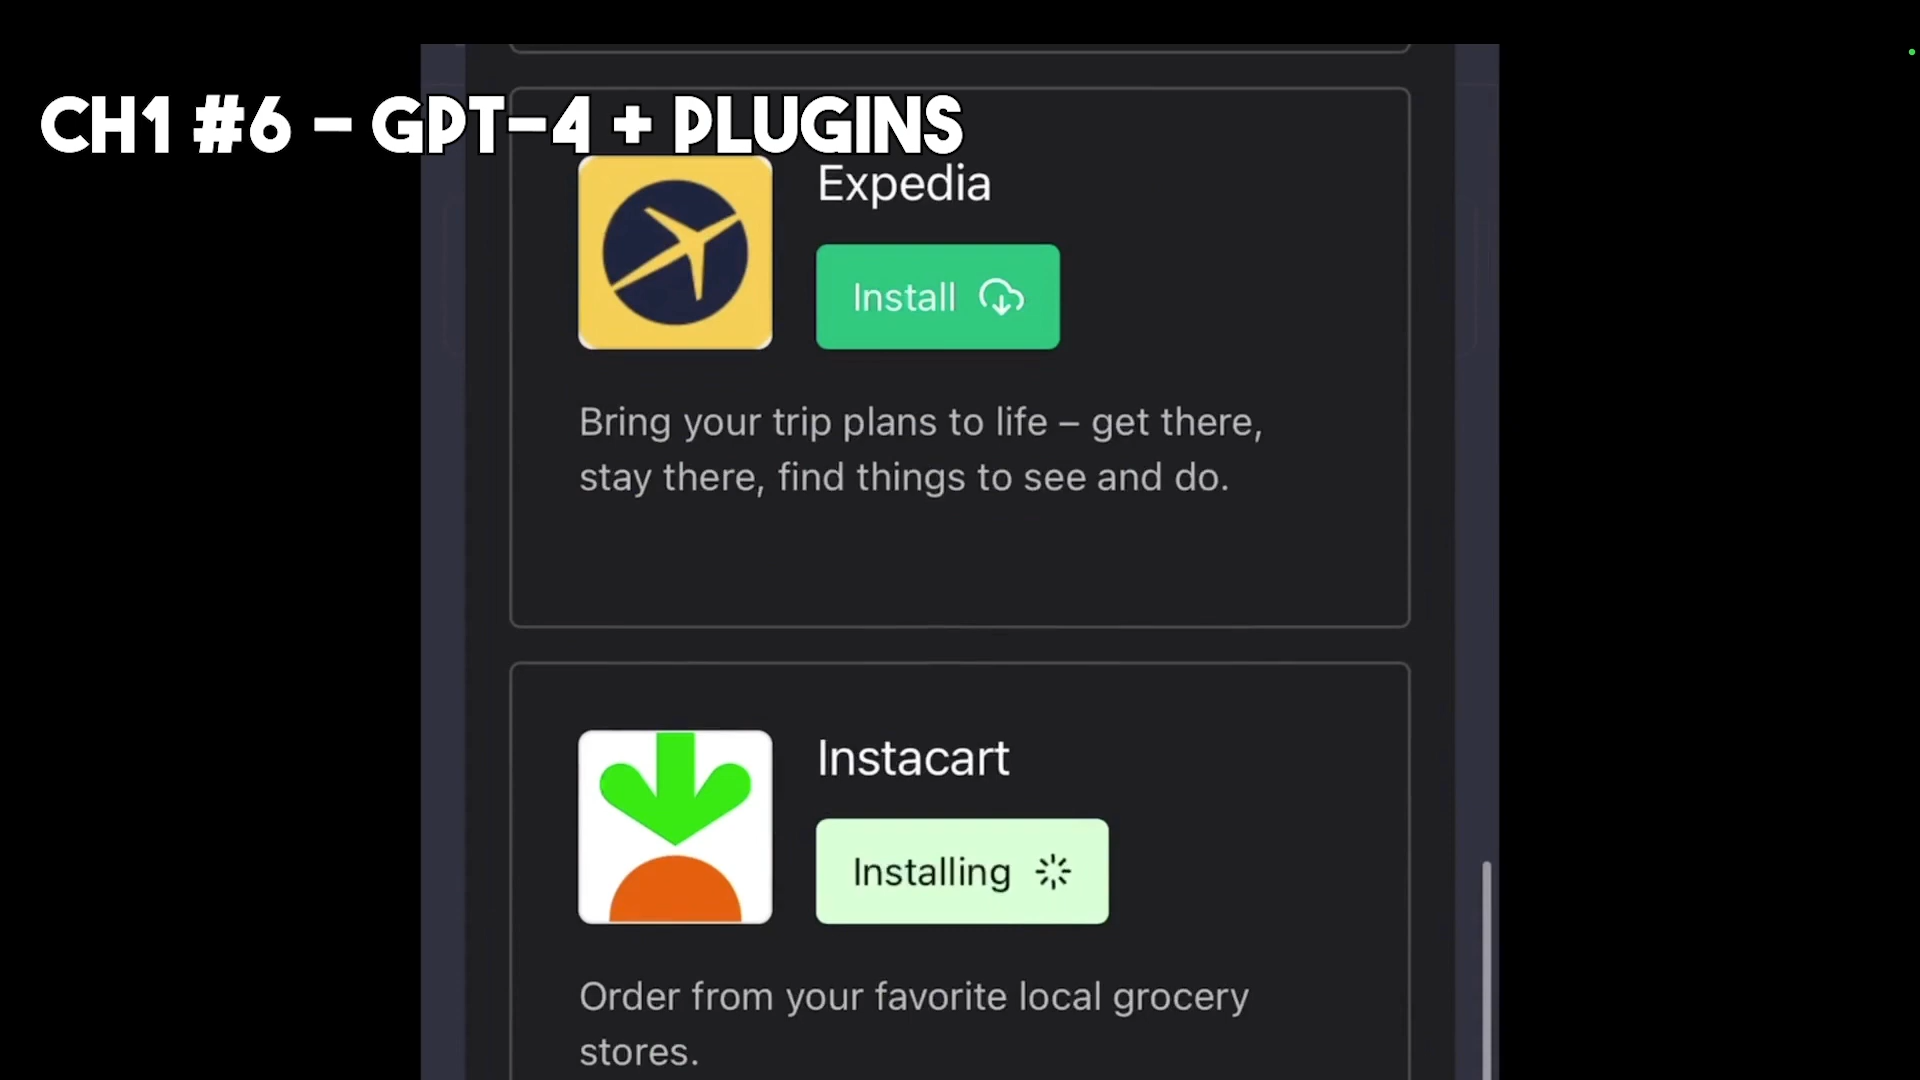 CH1 #6 – GPT-4 + PLUGINS
Expedia
Install
Bring your trip plans to life – get there,
stay there, find things to see and do.
Instacart
Installing
Order from your favorite local grocery
stores.